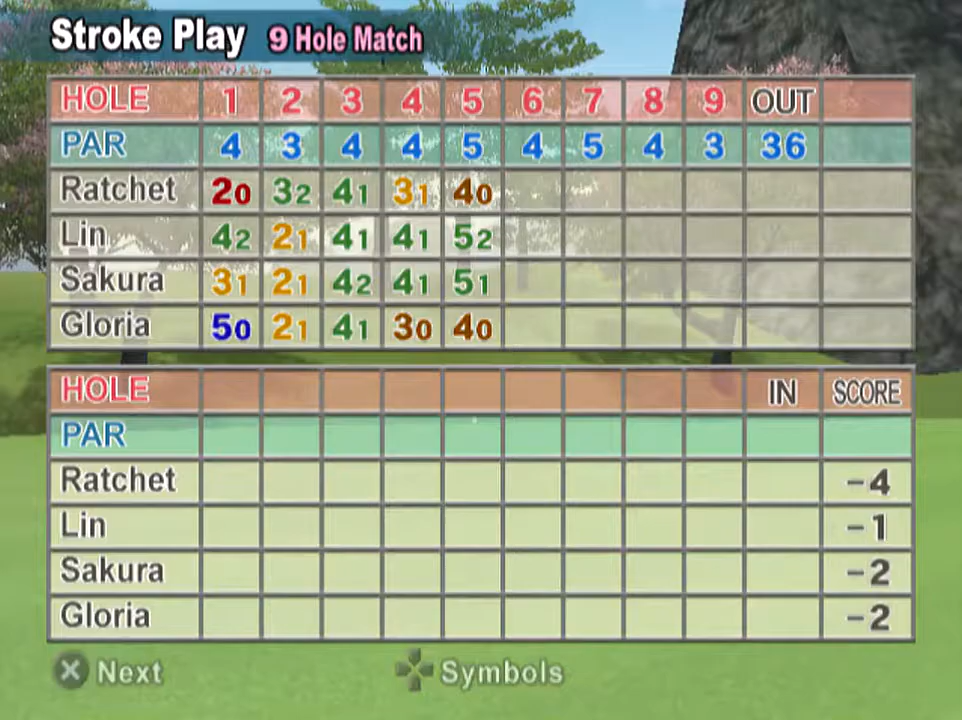 Stroke Play 9 Hole Match
HOLE 1 2 3 4 5 6 7 8 9 OUT
PAR 4 3 4 4 5 4 5 4 3 36
Ratchet 20 32 41 31 40
Lin 42 21 41 41 52
Sakura 31 21 42 41 51
Gloria 50 21 41 30 40
HOLE IN SCORE
PAR
Ratchet -4
Lin -1
Sakura -2
Gloria -2
X Next Symbols